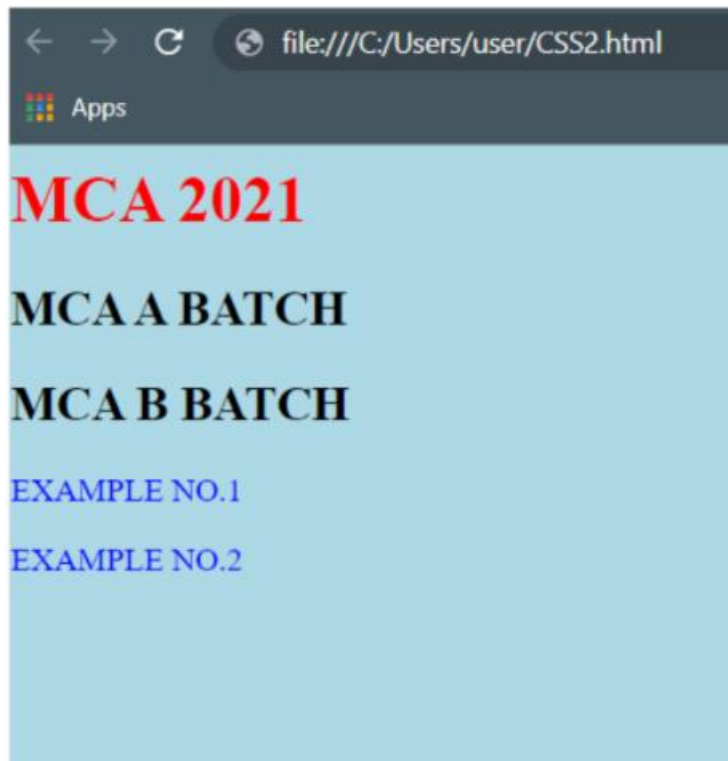 file:///C:/Users/user/CSS2.html
Apps
MCA 2021
MCA A BATCH
MCA B BATCH
EXAMPLE NO.1
EXAMPLE NO.2